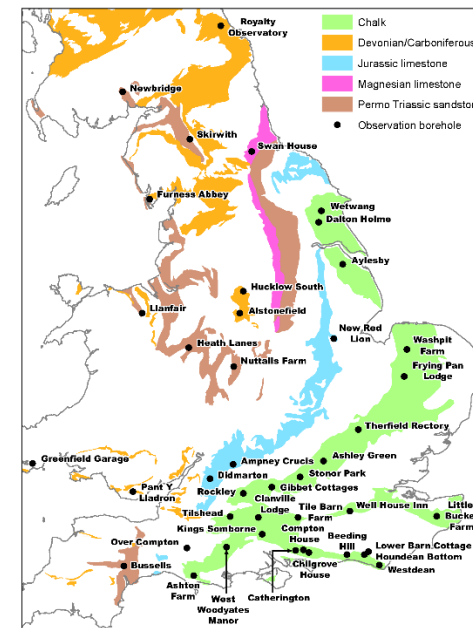 Royalty
Observatory
Chalk
Devonian/Carboniferous
Jurassic limestone
Magnesian limestone
Permo Triassic sandstor
Observation borehole
Newbridge
Skirwith
Swan House
Furness Abbey
Wetwang
Dalton Holme
Aylesby
Hucklow South
Alstonefield
Llanfair
New Red
Lion
Heath Lanes
Nuttalls Farm
Washpit
Farm
Frying Pan
Lodge
Therfield Rectory
Greenfield Garage
Pant Y
Lladron
Ampney Crucis
Didmarton
Rockley
Ashley Green
Stonor Park
Gibbet Cottages
Clanville
Lodge
Tile Barn
Farm
Well House Inn
Little
Bucket
Farm
Tilshead
Kings Somborne
Compton
House
Over Compton
Bussells
Beeding
Hill
Lower Barn Cottage
Houndean Bottom
Westdean
Chilgrove
House
Ashton
Farm
West
Woodyates
Manor
Catherington